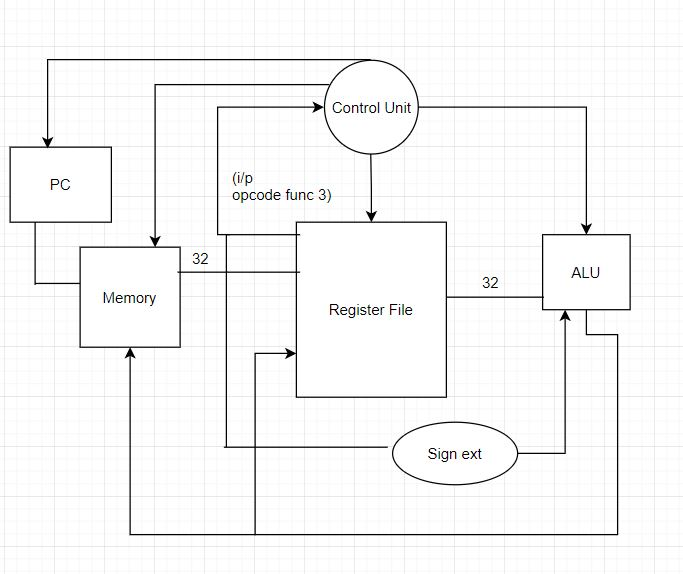 Control Unit
(i/p
opcode func 3)
PC
32
Memory
Register File
32
ALU
Sign ext